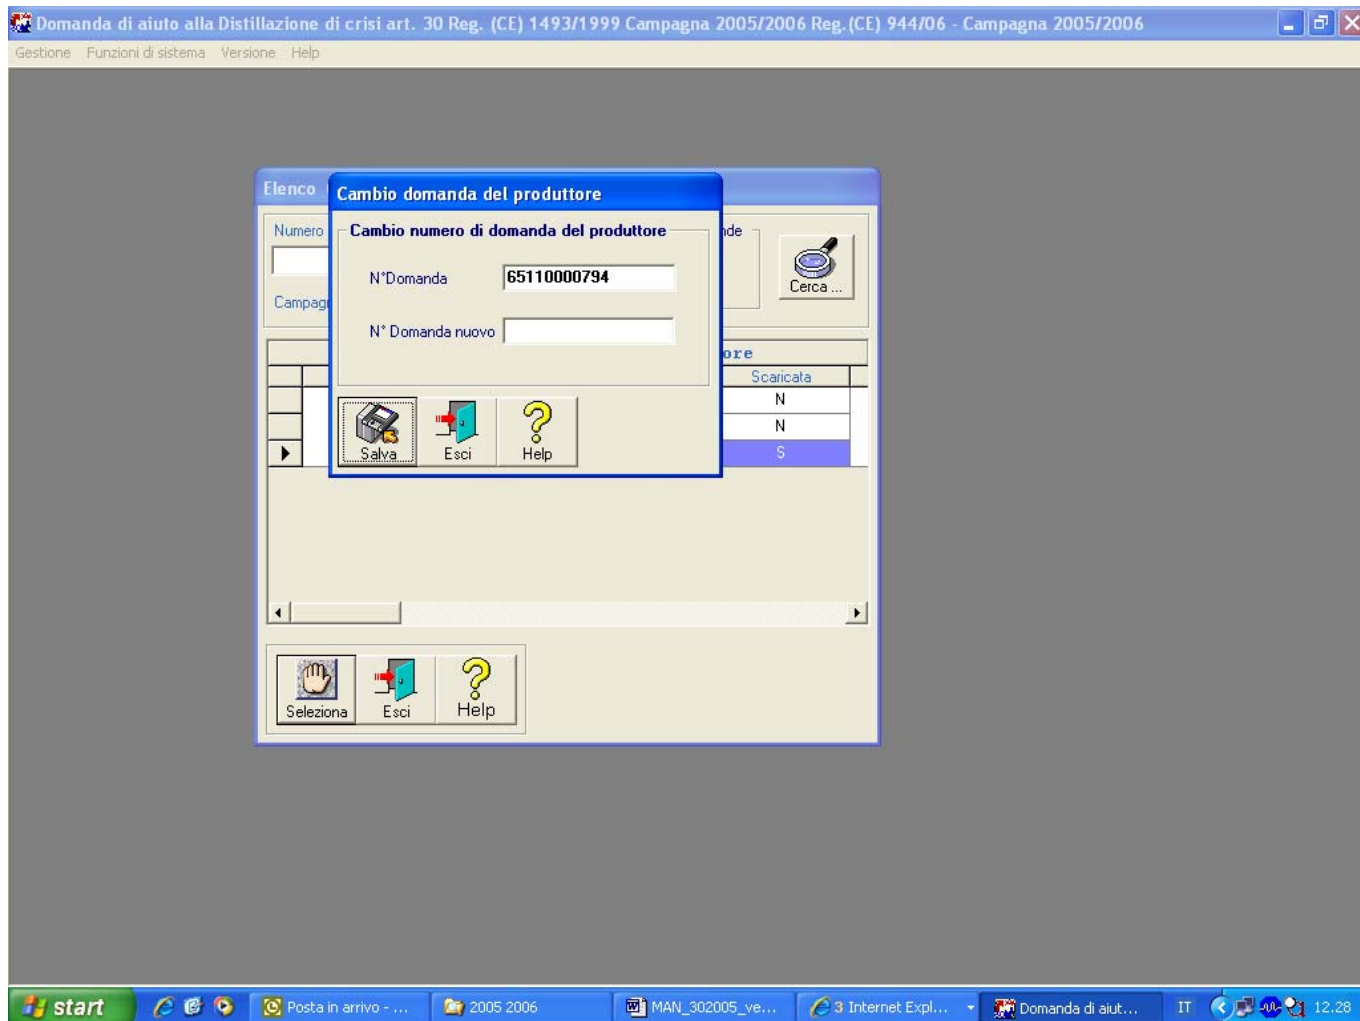 Domanda di aiuto alla Distillazione di crisi art. 30 Reg. (CE) 1493/1999 Campagna 2005/2006 Reg.(CE) 944/06 - Campagna 2005/2006
Gestione Funzioni di sistema Versione Help
Elenco
Cambio domanda del produttore
Numero
Cambio numero di domanda del produttore
nde
N°Domanda 65110000794
Cerca ...
Campag
N° Domanda nuovo
ore
Scaricata
N
N
S
Salva Esci Help
Seleziona Esci Help
start Posta in arrivo - ... 2005 2006 MAN_302005_ve... 3 Internet Expl... Domanda di aiut... IT 12.28